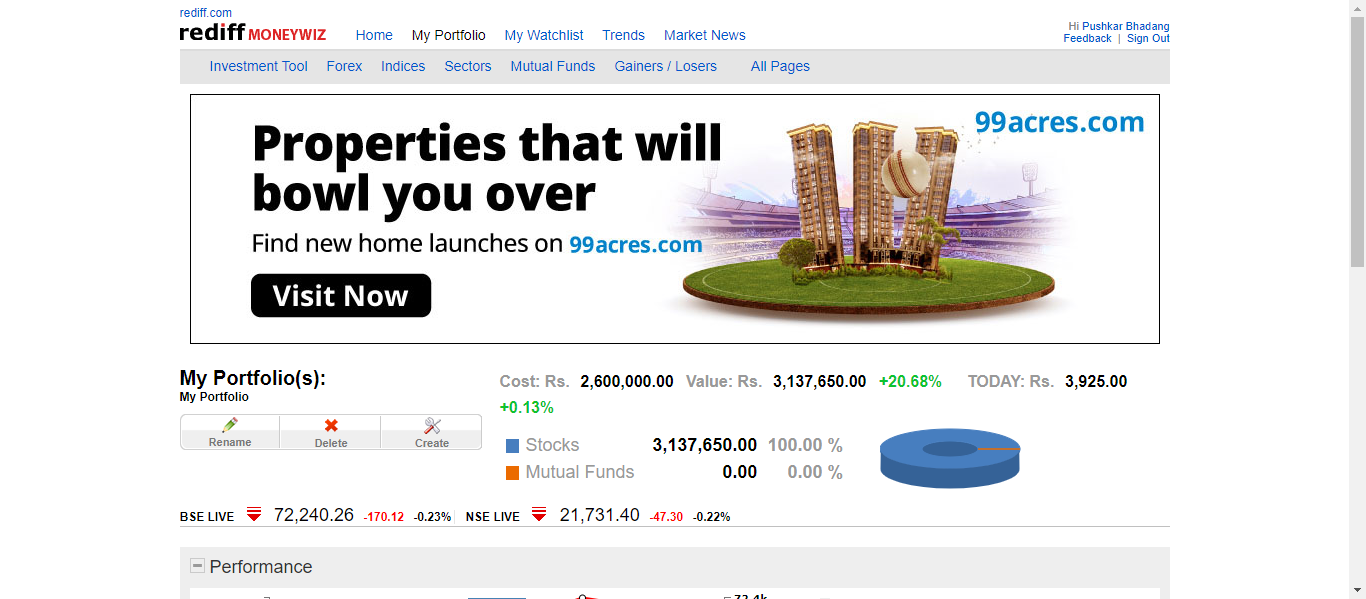 rediff.com
rediff MONEYWIZ Home My Portfolio My Watchlist Trends Market News
Hi Pushkar Bhadang
Feedback | Sign Out
Investment Tool Forex Indices Sectors Mutual Funds Gainers / Losers All Pages
Properties that will
bowl you over
Find new home launches on 99acres.com
Visit Now
99acres.com
My Portfolio(s):
My Portfolio
Rename Delete Create
Cost: Rs. 2,600,000.00 Value: Rs. 3,137,650.00 +20.68% TODAY: Rs. 3,925.00
+0.13%
Stocks 3,137,650.00 100.00 %
Mutual Funds 0.00 0.00 %
BSE LIVE 72,240.26 -170.12 -0.23% NSE LIVE 21,731.40 -47.30 -0.22%
Performance